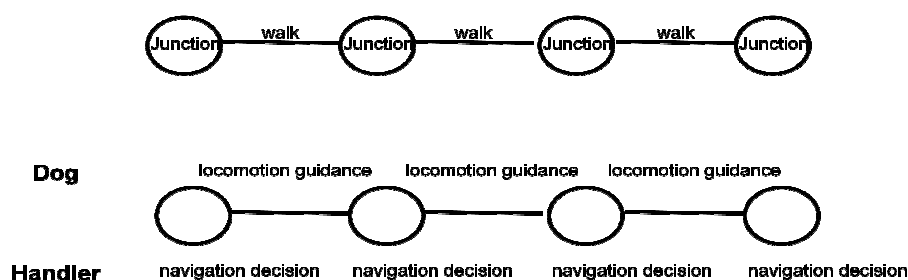 walk walk walk
Junction Junction Junction Junction
locomotion guidance locomotion guidance locomotion guidance
Dog
Handler navigation decision navigation decision navigation decision navigation decision